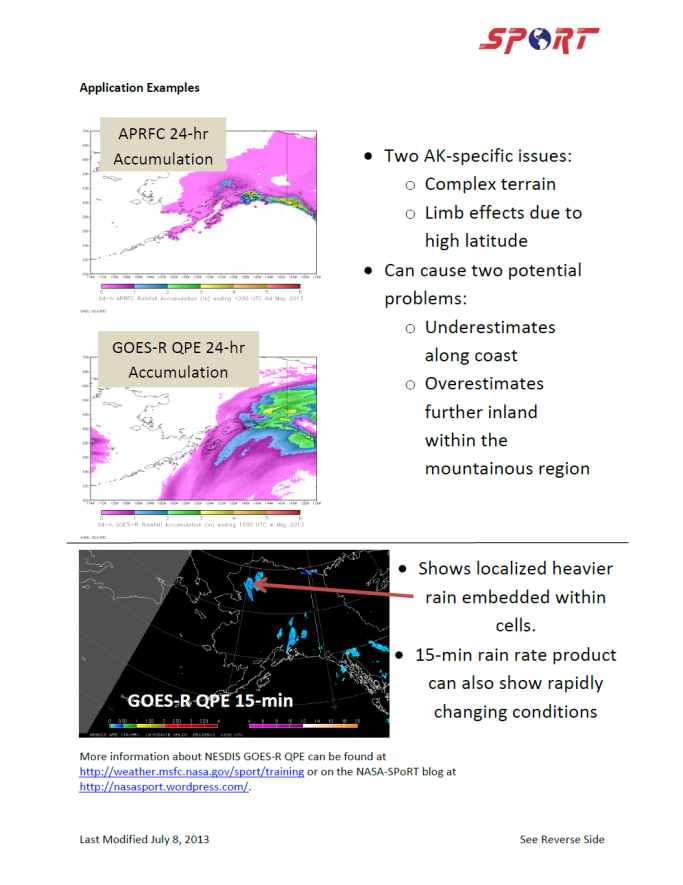 SPORT
Application Examples
APRFC 24-hr
Accumulation
0 1 2 3 4 5 6
24-h APRFC Rainfall Accumulation (in) ending 1200 UTC 04 May 2013
• Two AK-specific issues:
o Complex terrain
o Limb effects due to
high latitude
• Can cause two potential
problems:
o Underestimates
along coast
o Overestimates
further inland
within the
mountainous region
GOES-R QPE 24-hr
Accumulation
0 1 2 3 4 5 6
24-h GOES-R Rainfall Accumulation (in) ending 1200 UTC 4 May 2013
• Shows localized heavier
rain embedded within
cells.
• 15-min rain rate product
can also show rapidly
changing conditions
GOES-R QPE 15-min
More information about NESDIS GOES-R QPE can be found at
http://weather.msfc.nasa.gov/sport/training or on the NASA-SPoRT blog at
http://nasasport.wordpress.com/.
Last Modified July 8, 2013
See Reverse Side